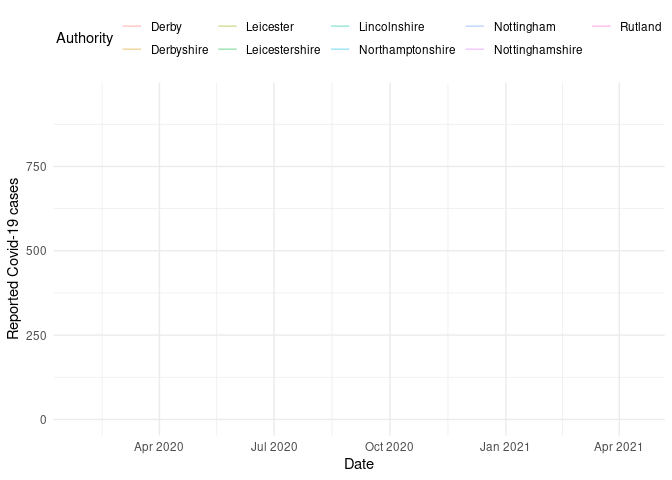 Authority
Derby Leicester Lincolnshire Nottingham Rutland
Derbyshire Leicestershire Northamptonshire Nottinghamshire
Reported Covid-19 cases
750
500
250
0
Apr 2020 Jul 2020 Oct 2020 Jan 2021 Apr 2021
Date